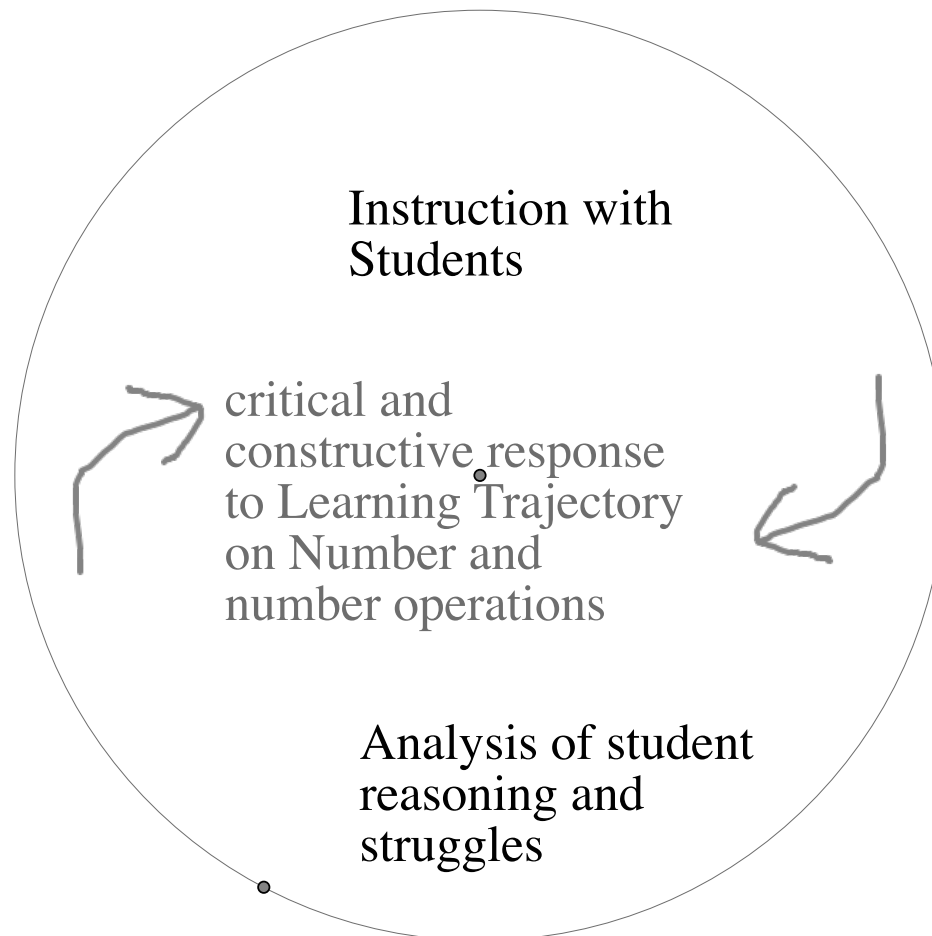 Instruction with
Students
critical and
constructive response
to Learning Trajectory
on Number and
number operations
Analysis of student
reasoning and
struggles